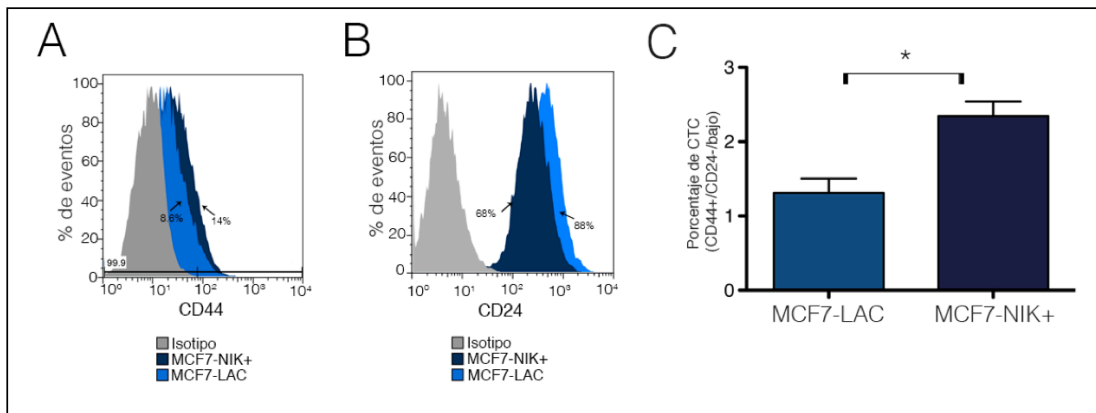 A
B
C
% de eventos
100
80
60
40
20
0
8.6%
14%
99.9
10⁰ 10¹ 10² 10³ 10⁴
CD44
Isotipo
MCF7-NIK+
MCF7-LAC
% de eventos
100
80
60
40
20
0
68%
88%
10⁰ 10¹ 10² 10³ 10⁴
CD24
Isotipo
MCF7-NIK+
MCF7-LAC
Porcentaje de CTC
(CD44+/CD24-/bajo)
3
2
1
0
*
MCF7-LAC MCF7-NIK+